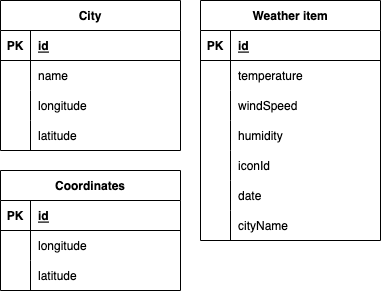 City
PK id
name
longitude
latitude
Coordinates
PK id
longitude
latitude
Weather item
PK id
temperature
windSpeed
humidity
iconId
date
cityName